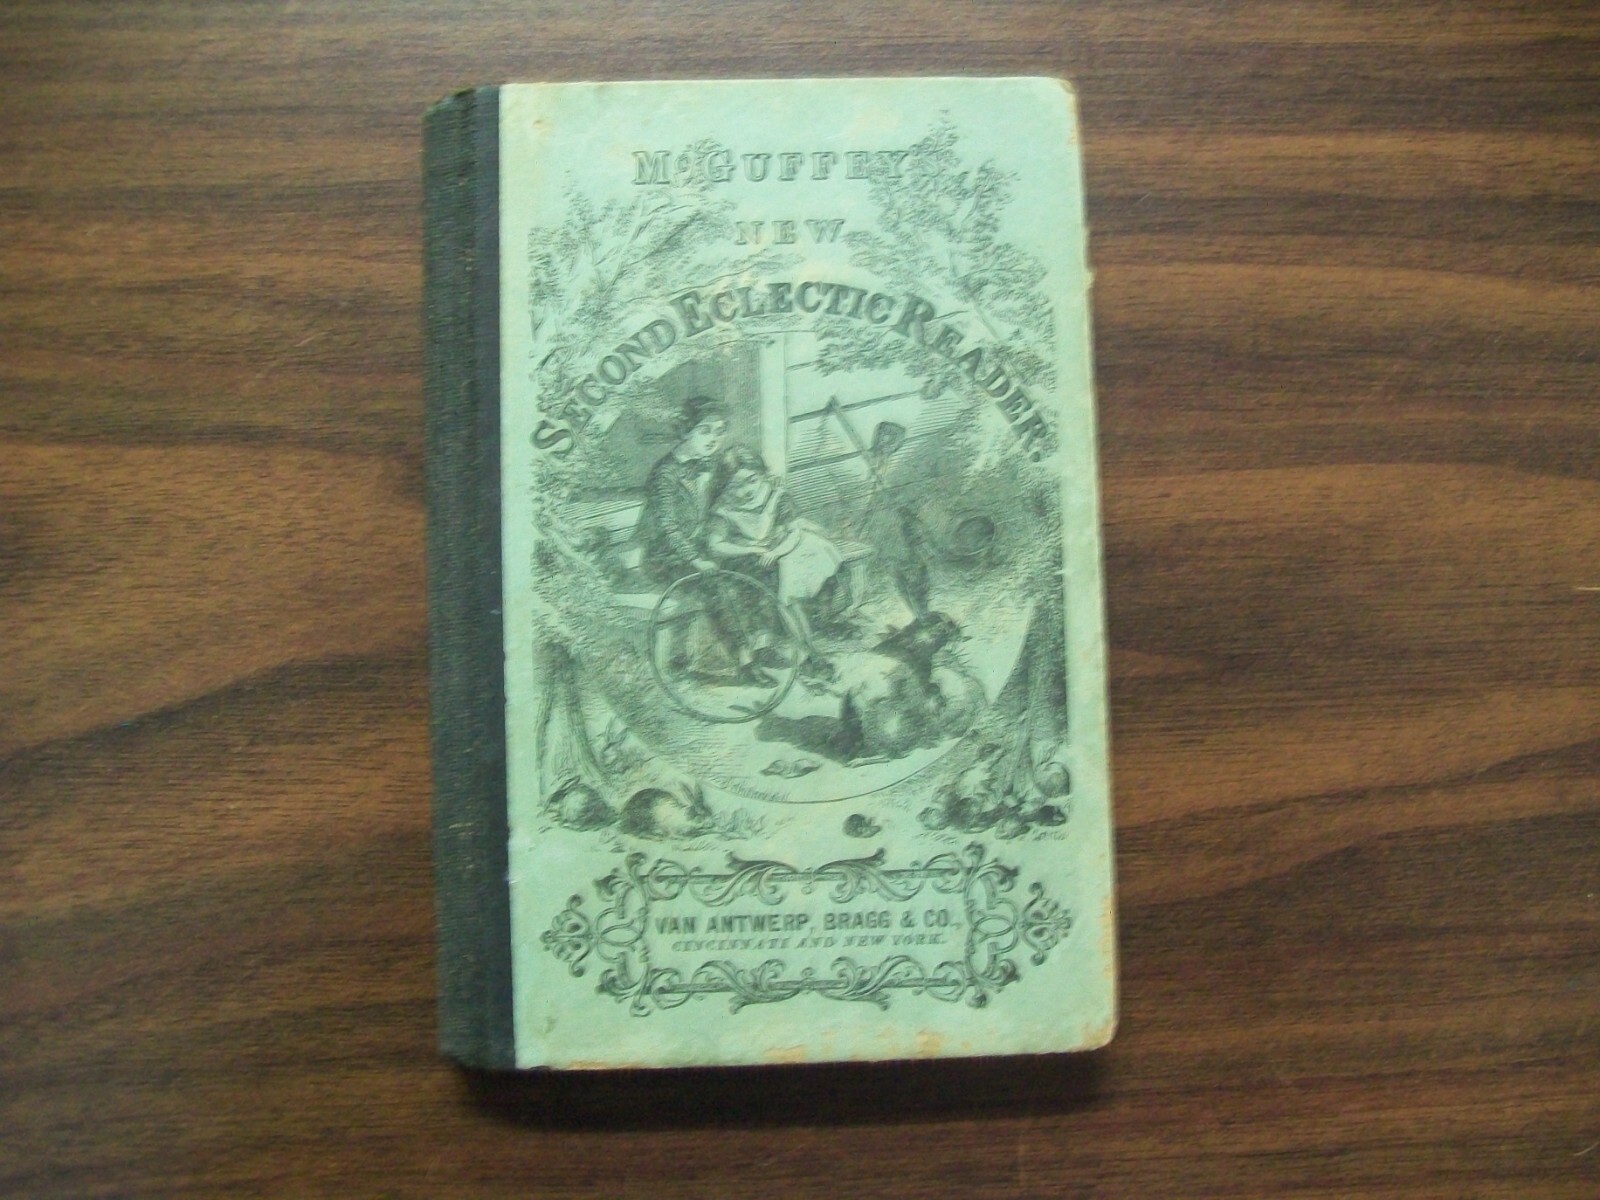 McGUFFEY'S
NEW
SECOND ECLECTIC READER.
VAN ANTWERP, BRAGG & CO.,
CINCINNATI AND NEW YORK.